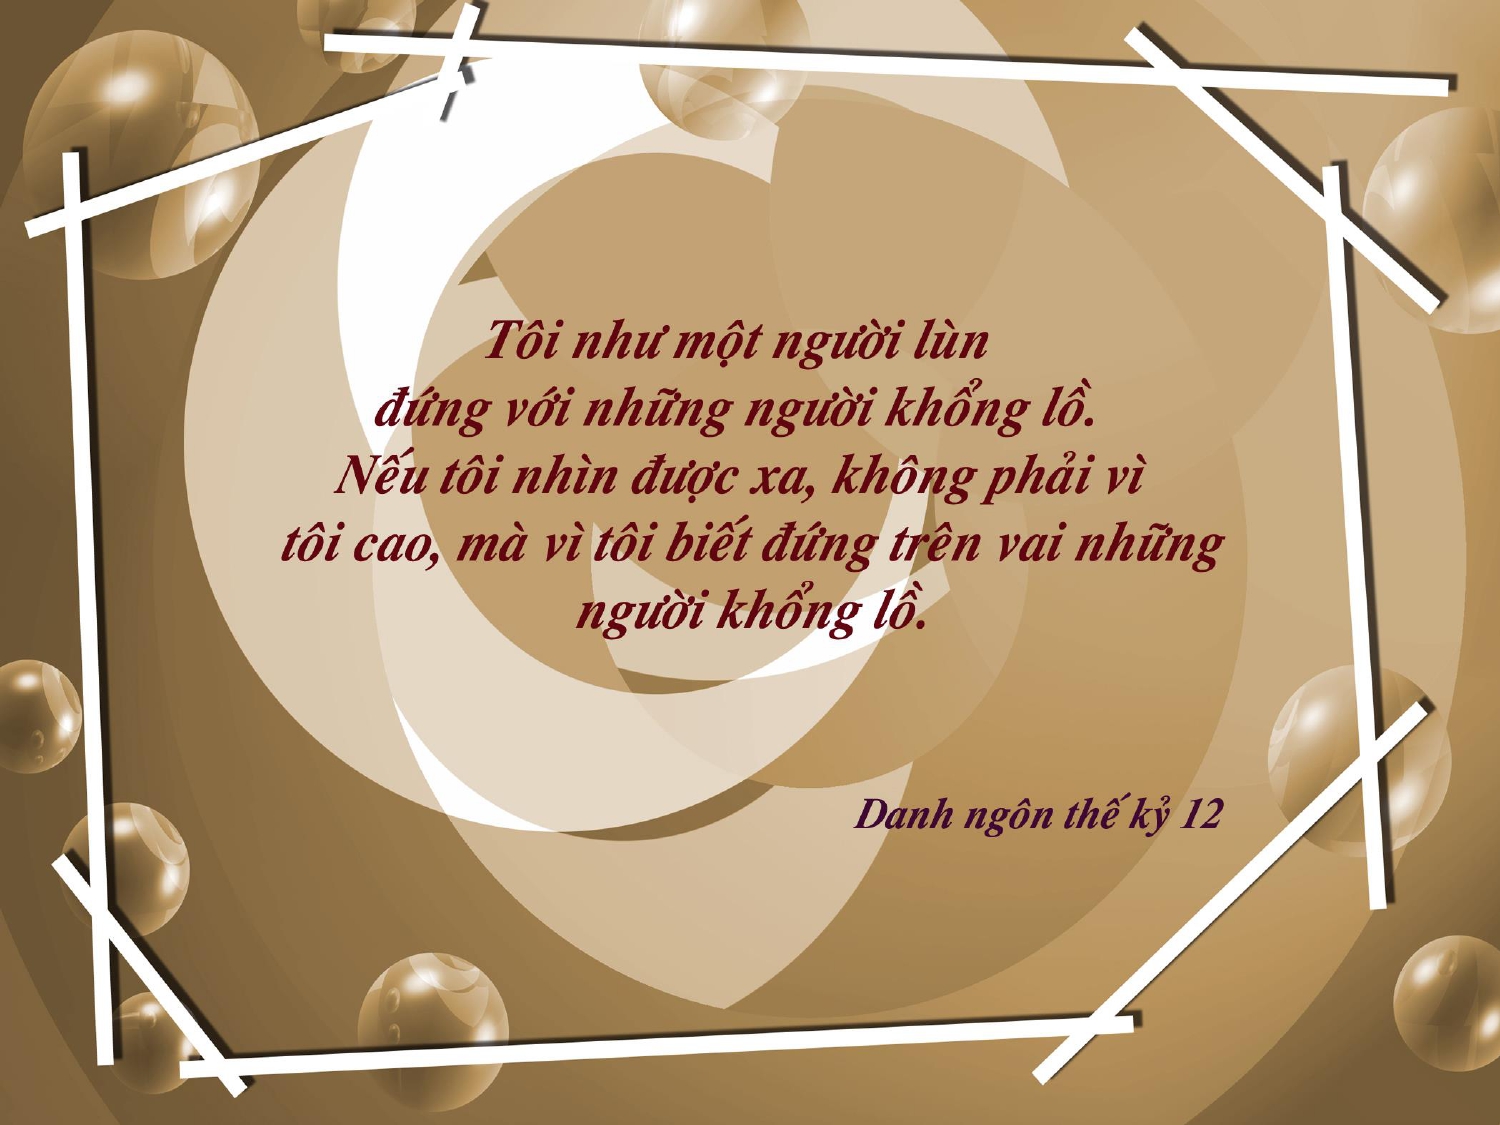 Tôi như một người lùn
đứng với những người khổng lồ.
Nếu tôi nhìn được xa, không phải vì
tôi cao, mà vì tôi biết đứng trên vai những
người khổng lồ.
Danh ngôn thế kỷ 12